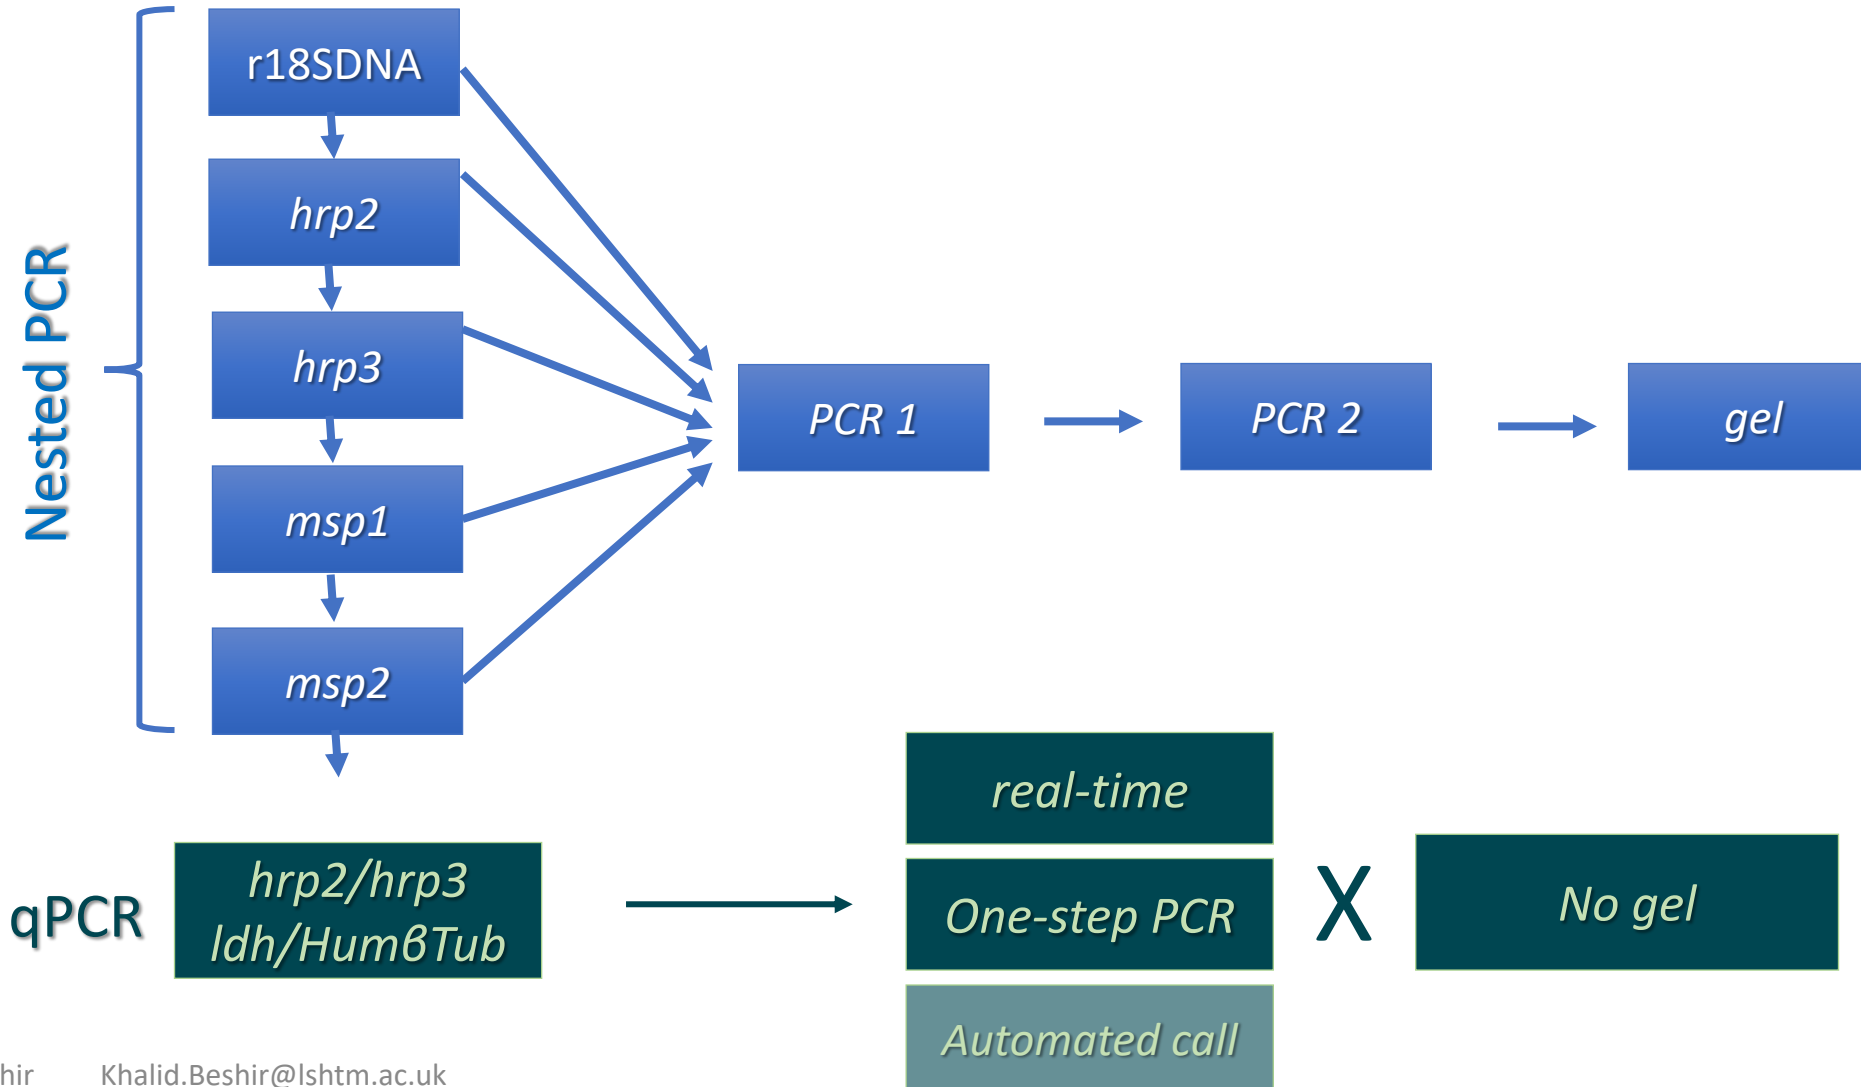 Nested PCR
r18SDNA
hrp2
hrp3
msp1
msp2
PCR 1
PCR 2
gel
qPCR
hrp2/hrp3
ldh/HumβTub
real-time
One-step PCR
Automated call
X
No gel
hir Khalid.Beshir@lshtm.ac.uk